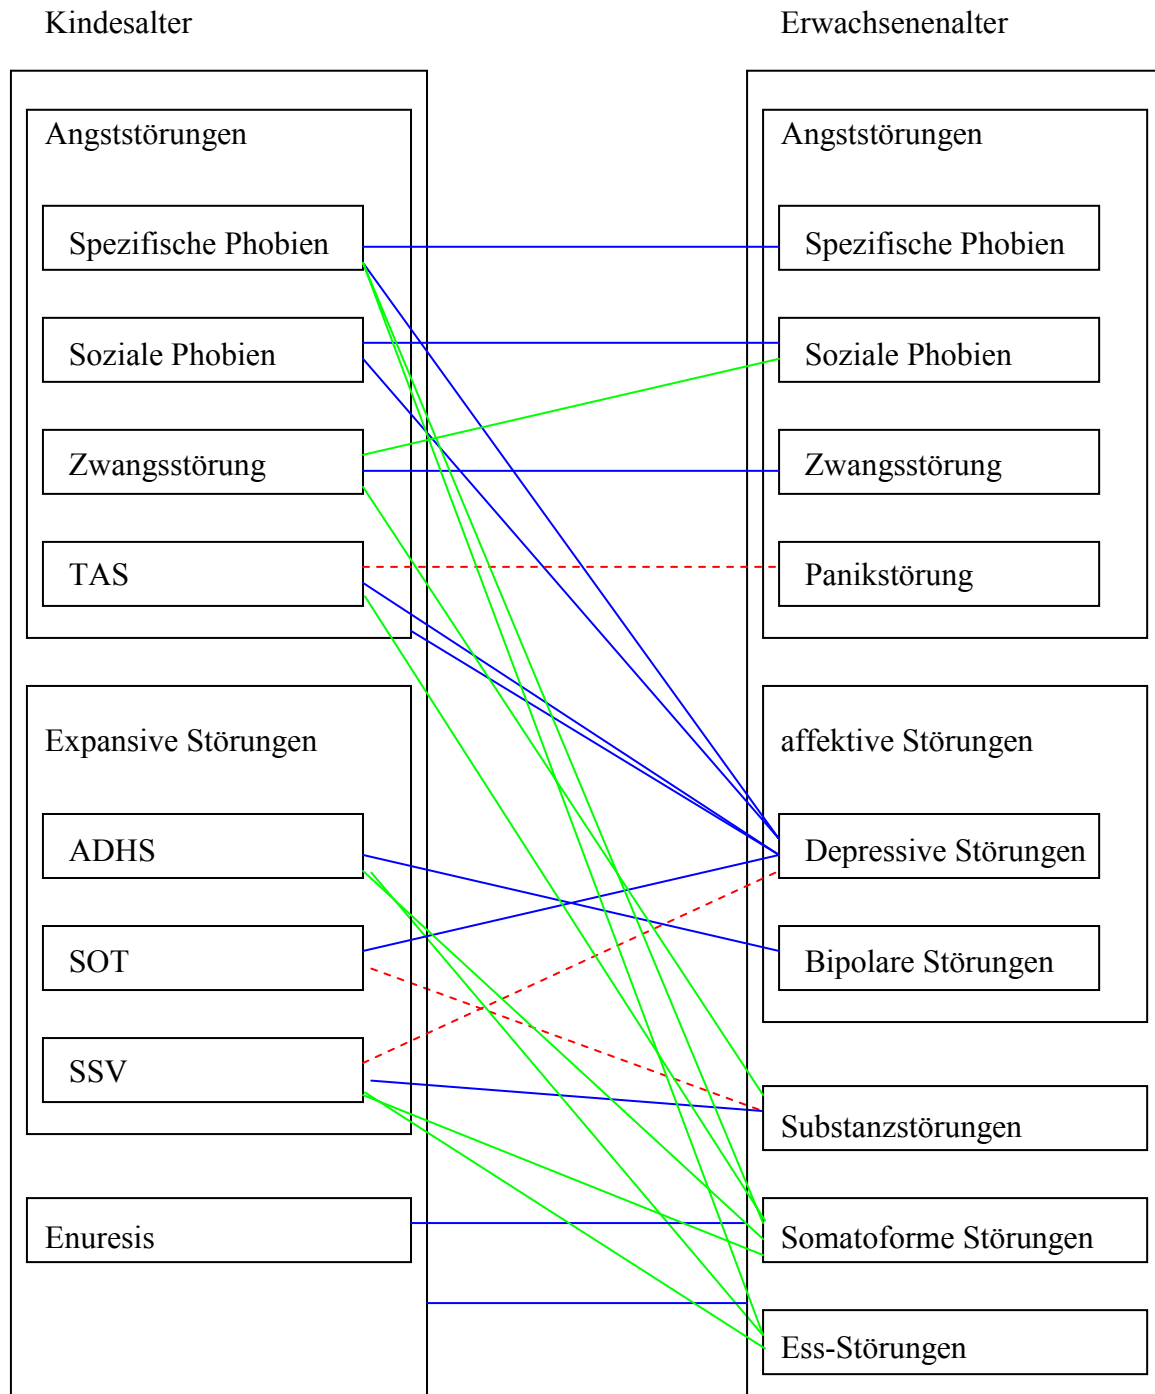 Kindesalter
Erwachsenenalter
Angststörungen
Spezifische Phobien
Soziale Phobien
Zwangsstörung
TAS
Expansive Störungen
ADHS
SOT
SSV
Enuresis
Angststörungen
Spezifische Phobien
Soziale Phobien
Zwangsstörung
Panikstörung
affektive Störungen
Depressive Störungen
Bipolare Störungen
Substanzstörungen
Somatoforme Störungen
Ess-Störungen